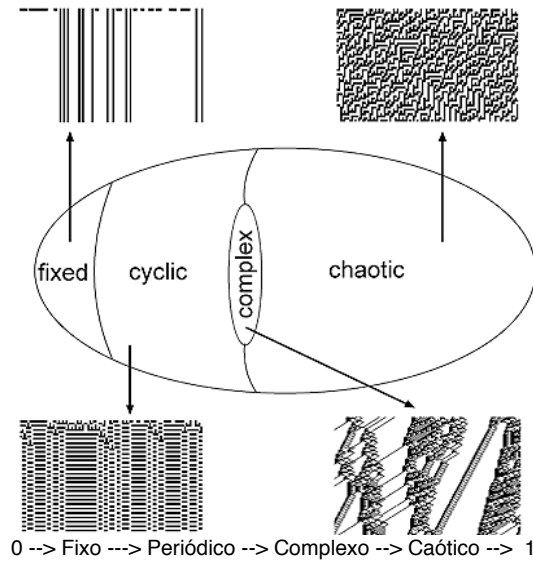 fixed
cyclic
complex
chaotic
0 --> Fixo ---> Periódico --> Complexo --> Caótico --> 1